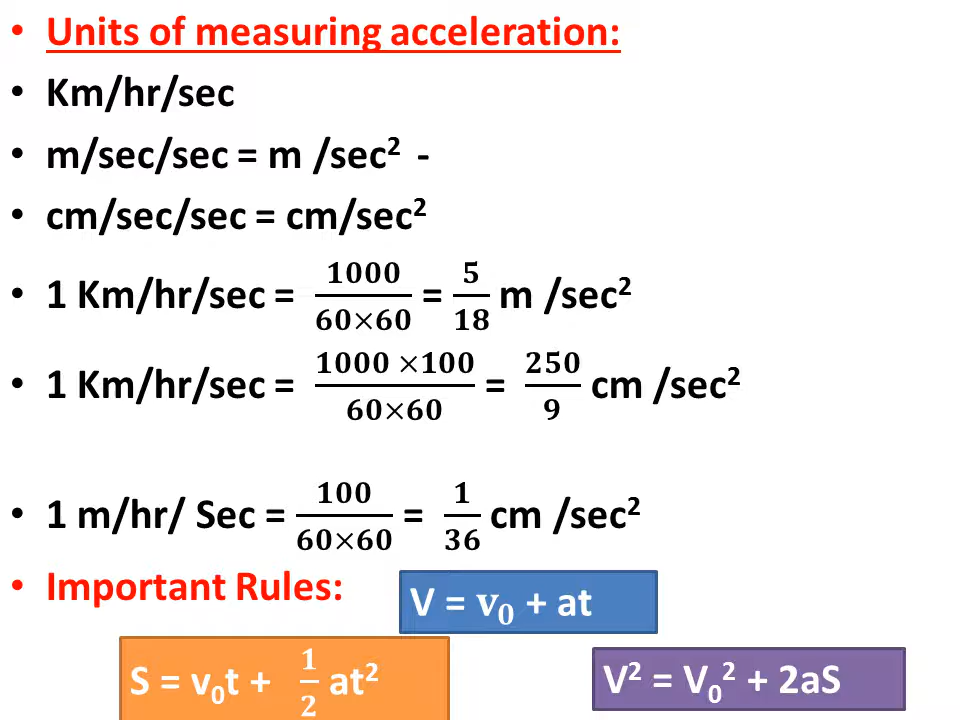 • Units of measuring acceleration:
• Km/hr/sec
• m/sec/sec = m /sec² -
• cm/sec/sec = cm/sec²
• 1 Km/hr/sec = 1000/60×60 = 5/18 m /sec²
• 1 Km/hr/sec = 1000 ×100/60×60 = 250/9 cm /sec²
• 1 m/hr/ Sec = 100/60×60 = 1/36 cm /sec²
• Important Rules:
V = v₀ + at
S = v₀t + 1/2 at²
V² = V₀² + 2aS